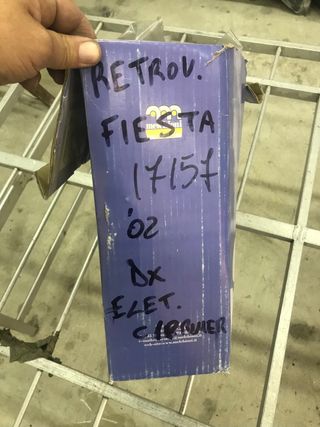 RETROV.
FIESTA
17157
'02
DX
ELET.
C/PRIMER